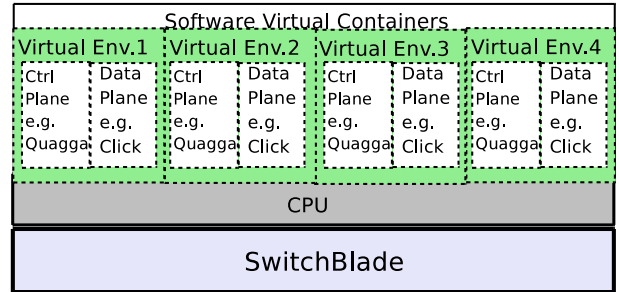 Software Virtual Containers
Virtual Env.1 Virtual Env.2 Virtual Env.3 Virtual Env.4
Ctrl Data Ctrl Data Ctrl Data Ctrl Data
Plane Plane Plane Plane Plane Plane Plane Plane
e.g. e.g. e.g. e.g. e.g. e.g. e.g. e.g.
Quagga Click Quagga Click Quagga Click Quagga Click
CPU
SwitchBlade